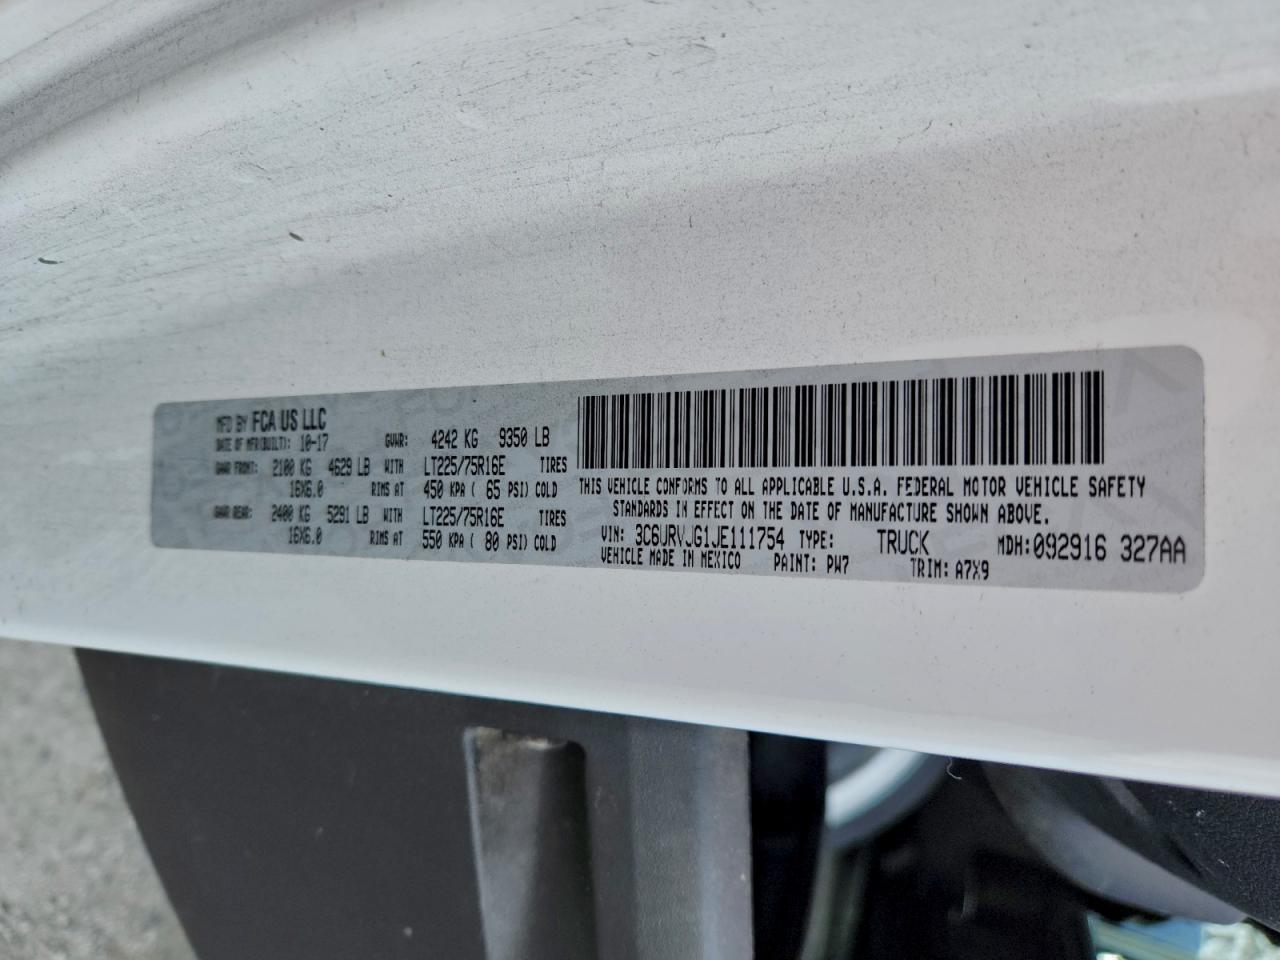 MFD BY FCA US LLC
DATE OF MFR(BUILT): 10-17 GVWR: 4242 KG 9350 LB
GAWR FRONT: 2100 KG 4629 LB WITH LT225/75R16E TIRES
16X6.0 RIMS AT 450 KPA ( 65 PSI) COLD
GAWR REAR: 2400 KG 5291 LB WITH LT225/75R16E TIRES
16X6.0 RIMS AT 550 KPA ( 80 PSI) COLD
THIS VEHICLE CONFORMS TO ALL APPLICABLE U.S.A. FEDERAL MOTOR VEHICLE SAFETY
STANDARDS IN EFFECT ON THE DATE OF MANUFACTURE SHOWN ABOVE.
VIN: 3C6URVJG1JE111754 TYPE: TRUCK MDH:092916 327AA
VEHICLE MADE IN MEXICO PAINT: PW7 TRIM: A7X9